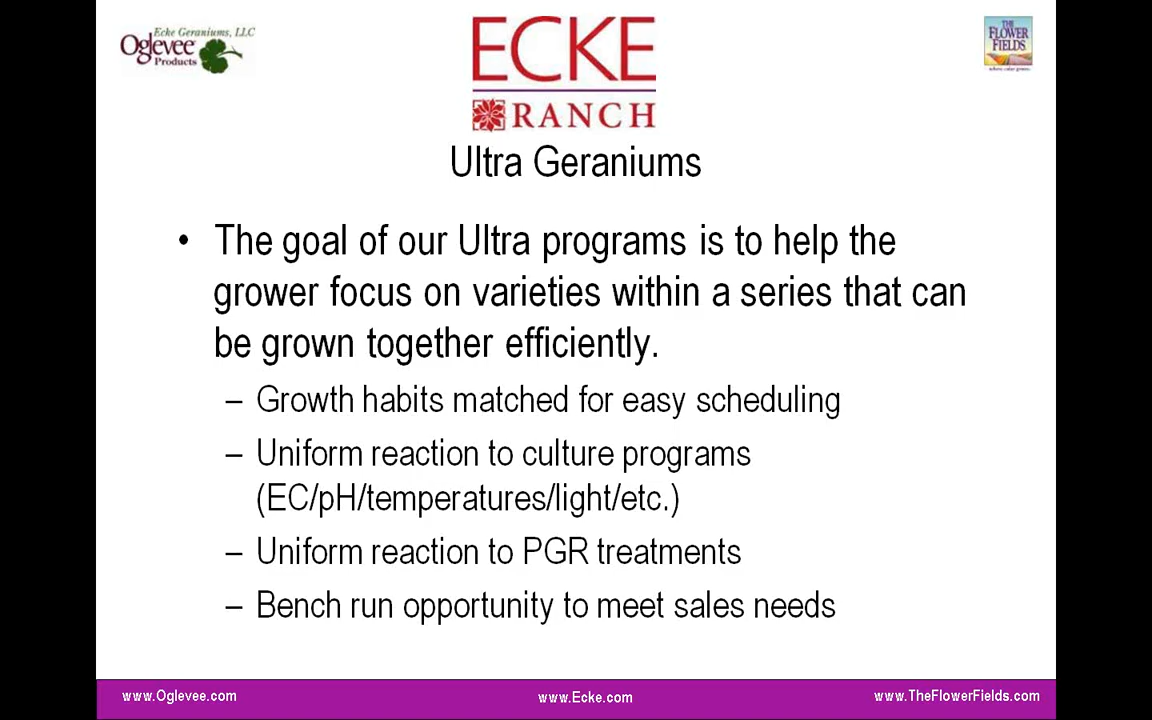 Ecke Geraniums, LLC
Oglevee
Products
ECKE
RANCH
THE
FLOWER
FIELDS
Ultra Geraniums
• The goal of our Ultra programs is to help the
grower focus on varieties within a series that can
be grown together efficiently.
– Growth habits matched for easy scheduling
– Uniform reaction to culture programs
(EC/pH/temperatures/light/etc.)
– Uniform reaction to PGR treatments
– Bench run opportunity to meet sales needs
www.Oglevee.com
www.Ecke.com
www.TheFlowerFields.com